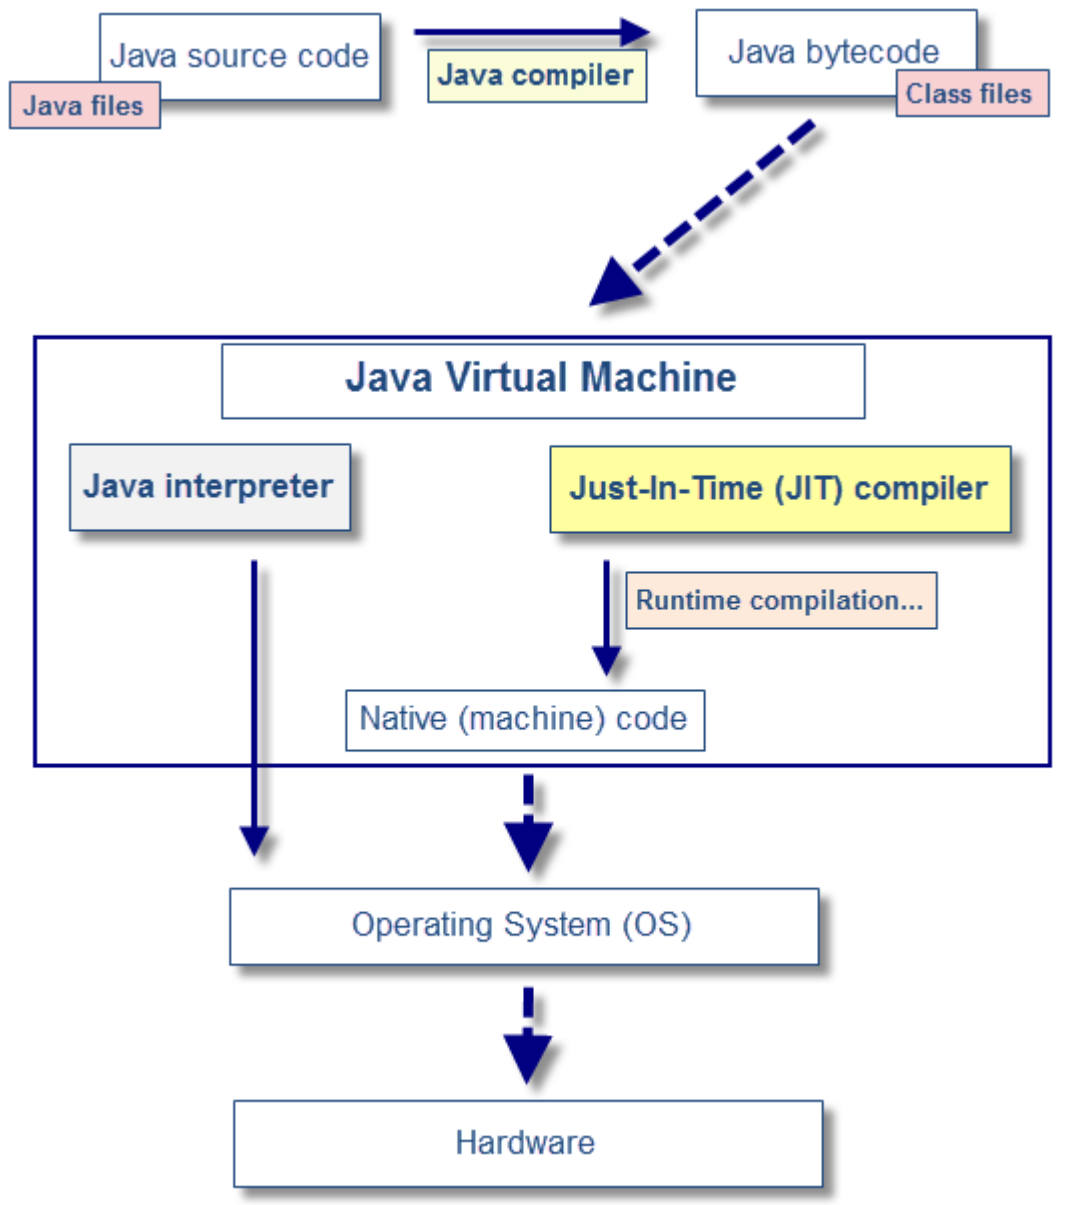 Java source code
Java files
Java compiler
Java bytecode
Class files
Java Virtual Machine
Java interpreter
Just-In-Time (JIT) compiler
Runtime compilation...
Native (machine) code
Operating System (OS)
Hardware